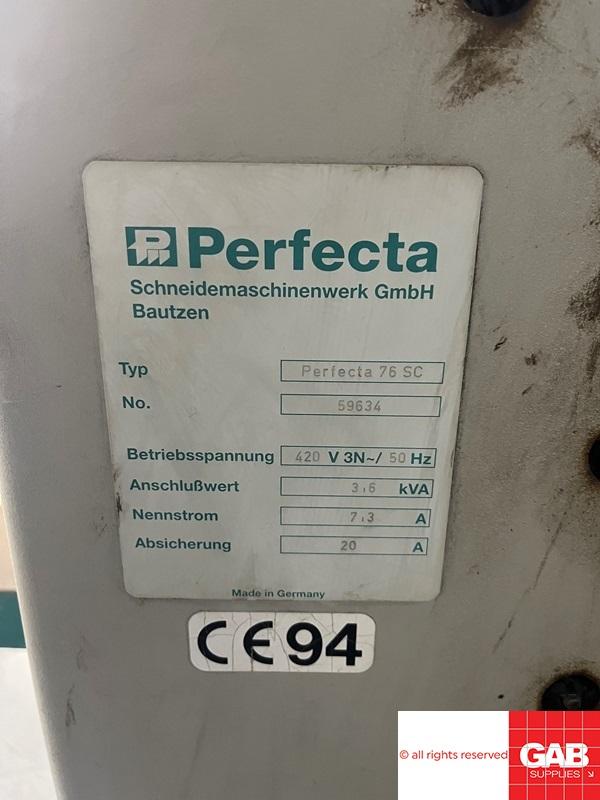 Perfecta
Schneidemaschinenwerk GmbH
Bautzen
Typ Perfecta 76 SC
No. 59634
Betriebsspannung 420 V 3N~/ 50 Hz
Anschlußwert 3,6 kVA
Nennstrom 7,3 A
Absicherung 20 A
Made in Germany
CE 94
© all rights reserved
GAB
SUPPLIES